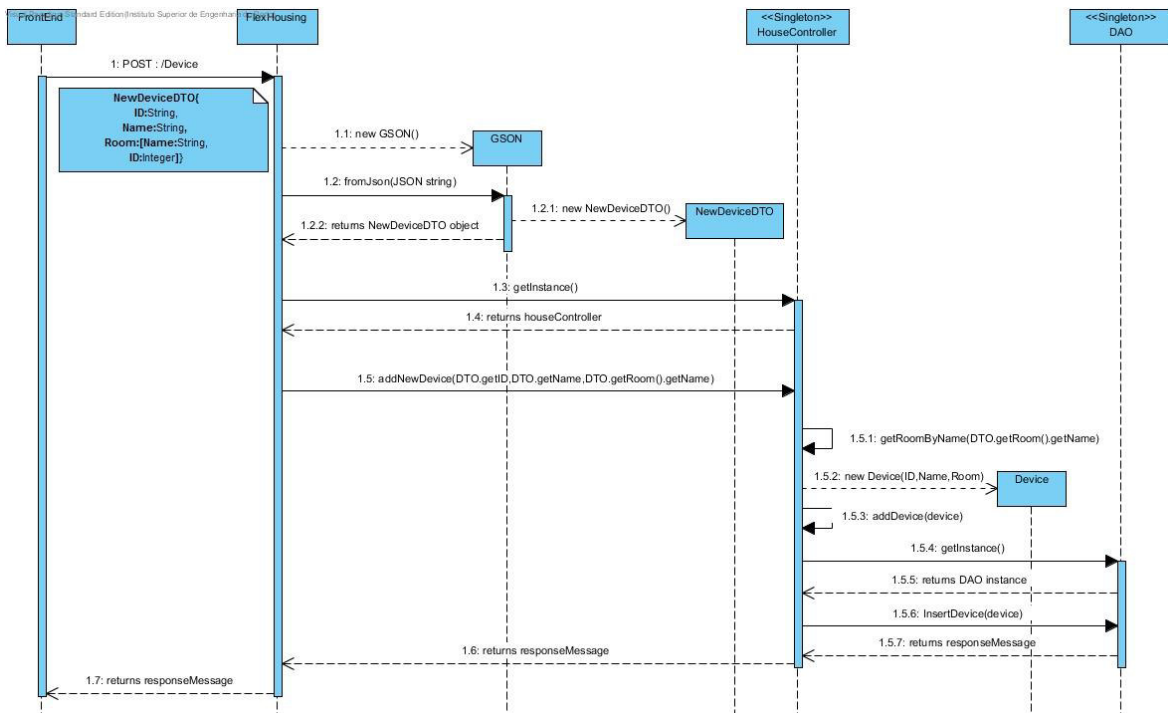 Standard Edition(Instituto Superior de Engenharia
FrontEnd
FlexHousing
<<Singleton>>
HouseController
<<Singleton>>
DAO
1: POST : /Device
NewDeviceDTO{
ID:String,
Name:String,
Room:[Name:String,
ID:Integer]}
1.1: new GSON()
GSON
1.2: fromJson(JSON string)
1.2.1: new NewDeviceDTO()
NewDeviceDTO
1.2.2: returns NewDeviceDTO object
1.3: getInstance()
1.4: returns houseController
1.5: addNewDevice(DTO.getID,DTO.getName,DTO.getRoom().getName)
1.5.1: getRoomByName(DTO.getRoom().getName)
1.5.2: new Device(ID,Name,Room)
Device
1.5.3: addDevice(device)
1.5.4: getInstance()
1.5.5: returns DAO instance
1.5.6: InsertDevice(device)
1.5.7: returns responseMessage
1.6: returns responseMessage
1.7: returns responseMessage